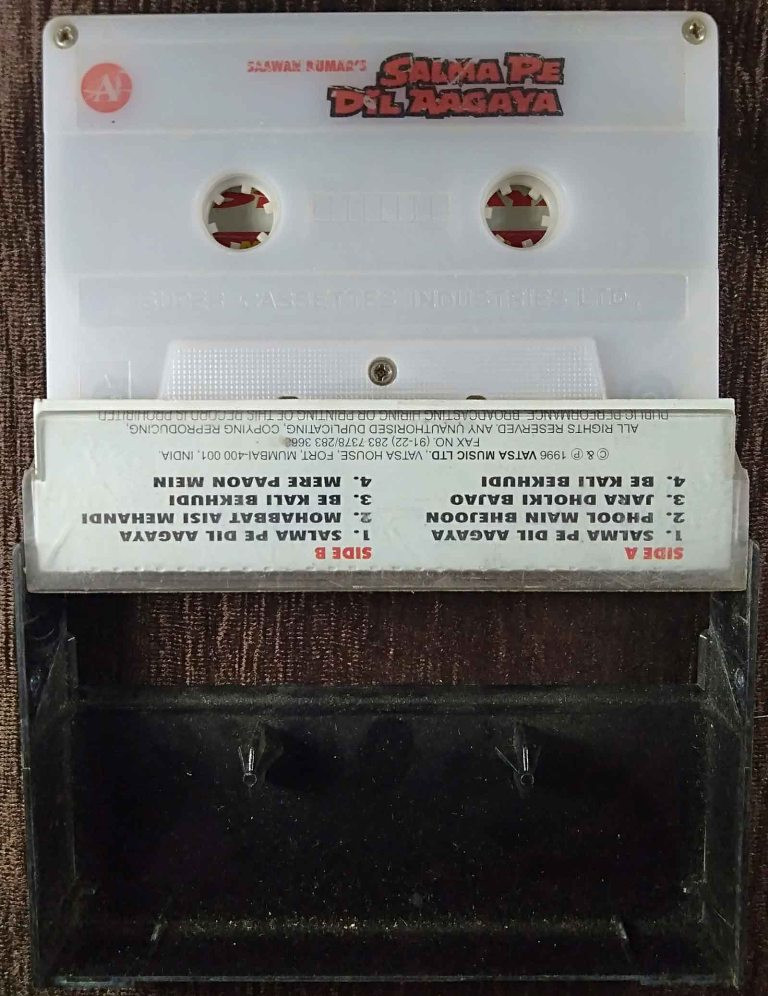 SAAWAN KUMAR'S
SALMA PE
DIL AAGAYA
A
SUPER CASSETTES INDUSTRIES LTD.
SIDE A
1. SALMA PE DIL AAGAYA
2. PHOOL MAIN BHEJOON
3. JARA DHOLKI BAJAO
4. BE KALI BEKHUDI
SIDE B
1. SALMA PE DIL AAGAYA
2. MOHABBAT AISI MEHANDI
3. BE KALI BEKHUDI
4. MERE PAAON MEIN
© & ℗ 1996 VATSA MUSIC LTD., VATSA HOUSE, FORT, MUMBAI-400 001, INDIA.
FAX NO. (91-22) 283 7378/283 3668
ALL RIGHTS RESERVED. ANY UNAUTHORISED DUPLICATING, COPYING, REPRODUCING,
PUBLIC PERFORMANCE, BROADCASTING HIRING OR PRINTING OF THIS RECORD IS PROHIBITED